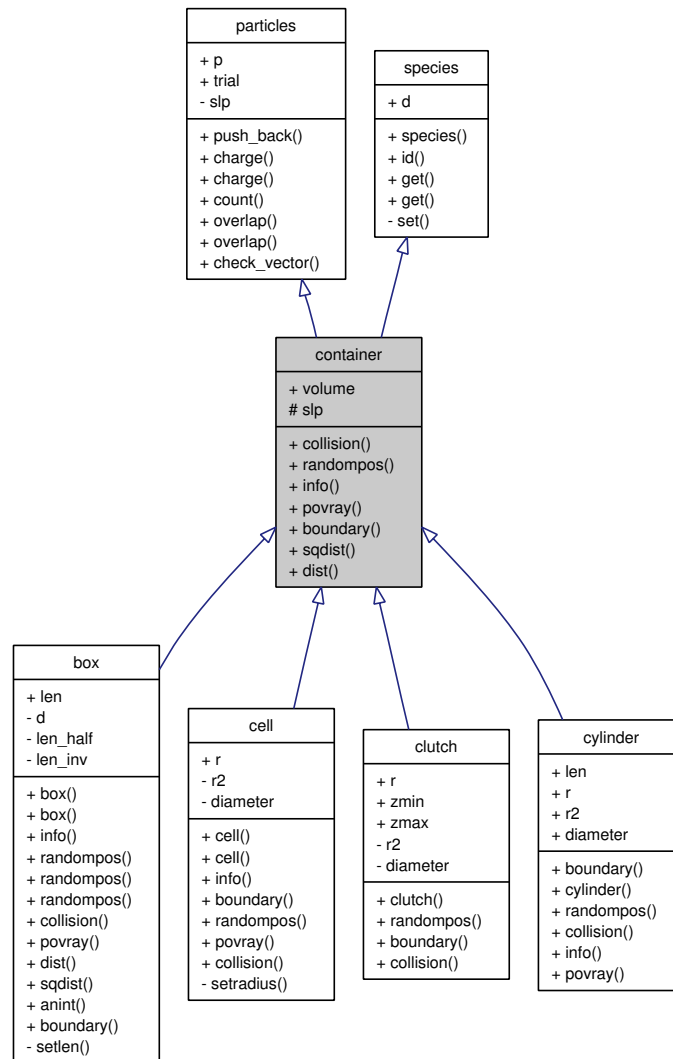 particles
+ p
+ trial
- slp
+ push_back()
+ charge()
+ charge()
+ count()
+ overlap()
+ overlap()
+ check_vector()
species
+ d
+ species()
+ id()
+ get()
+ get()
- set()
container
+ volume
# slp
+ collision()
+ randompos()
+ info()
+ povray()
+ boundary()
+ sqdist()
+ dist()
box
+ len
- d
- len_half
- len_inv
+ box()
+ box()
+ info()
+ randompos()
+ randompos()
+ randompos()
+ collision()
+ povray()
+ dist()
+ sqdist()
+ anint()
+ boundary()
- setlen()
cell
+ r
- r2
- diameter
+ cell()
+ cell()
+ info()
+ boundary()
+ randompos()
+ povray()
+ collision()
- setradius()
clutch
+ r
+ zmin
+ zmax
- r2
- diameter
+ clutch()
+ randompos()
+ boundary()
+ collision()
cylinder
+ len
+ r
+ r2
+ diameter
+ boundary()
+ cylinder()
+ randompos()
+ collision()
+ info()
+ povray()